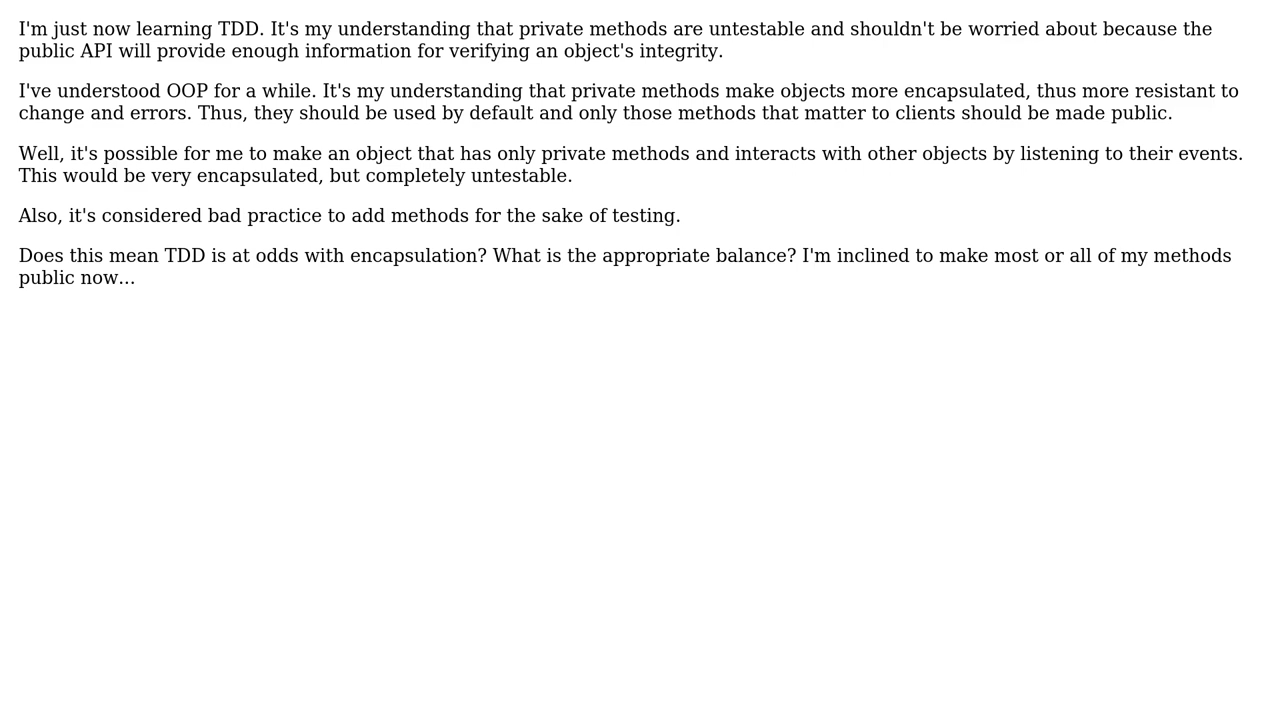 I'm just now learning TDD. It's my understanding that private methods are untestable and shouldn't be worried about because the
public API will provide enough information for verifying an object's integrity.
I've understood OOP for a while. It's my understanding that private methods make objects more encapsulated, thus more resistant to
change and errors. Thus, they should be used by default and only those methods that matter to clients should be made public.
Well, it's possible for me to make an object that has only private methods and interacts with other objects by listening to their events.
This would be very encapsulated, but completely untestable.
Also, it's considered bad practice to add methods for the sake of testing.
Does this mean TDD is at odds with encapsulation? What is the appropriate balance? I'm inclined to make most or all of my methods
public now...